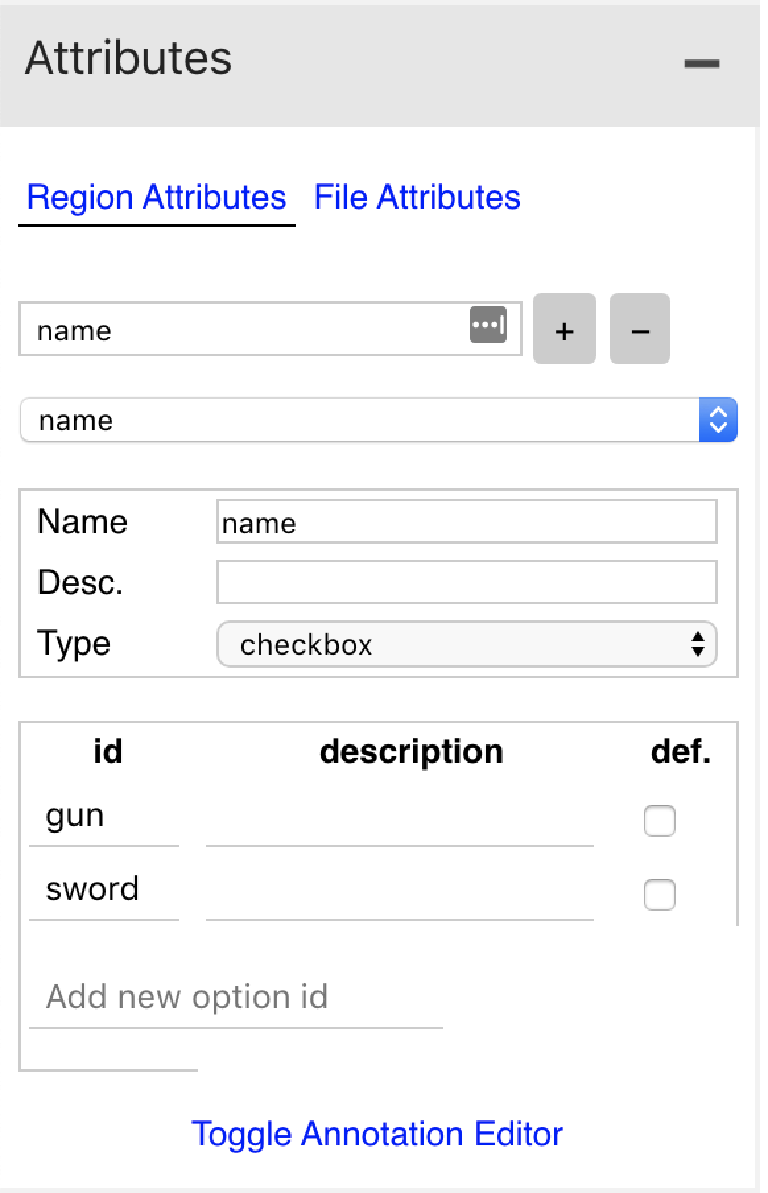 Attributes
Region Attributes File Attributes
name + −
name
Name name
Desc.
Type checkbox
id description def.
gun
sword
Add new option id
Toggle Annotation Editor